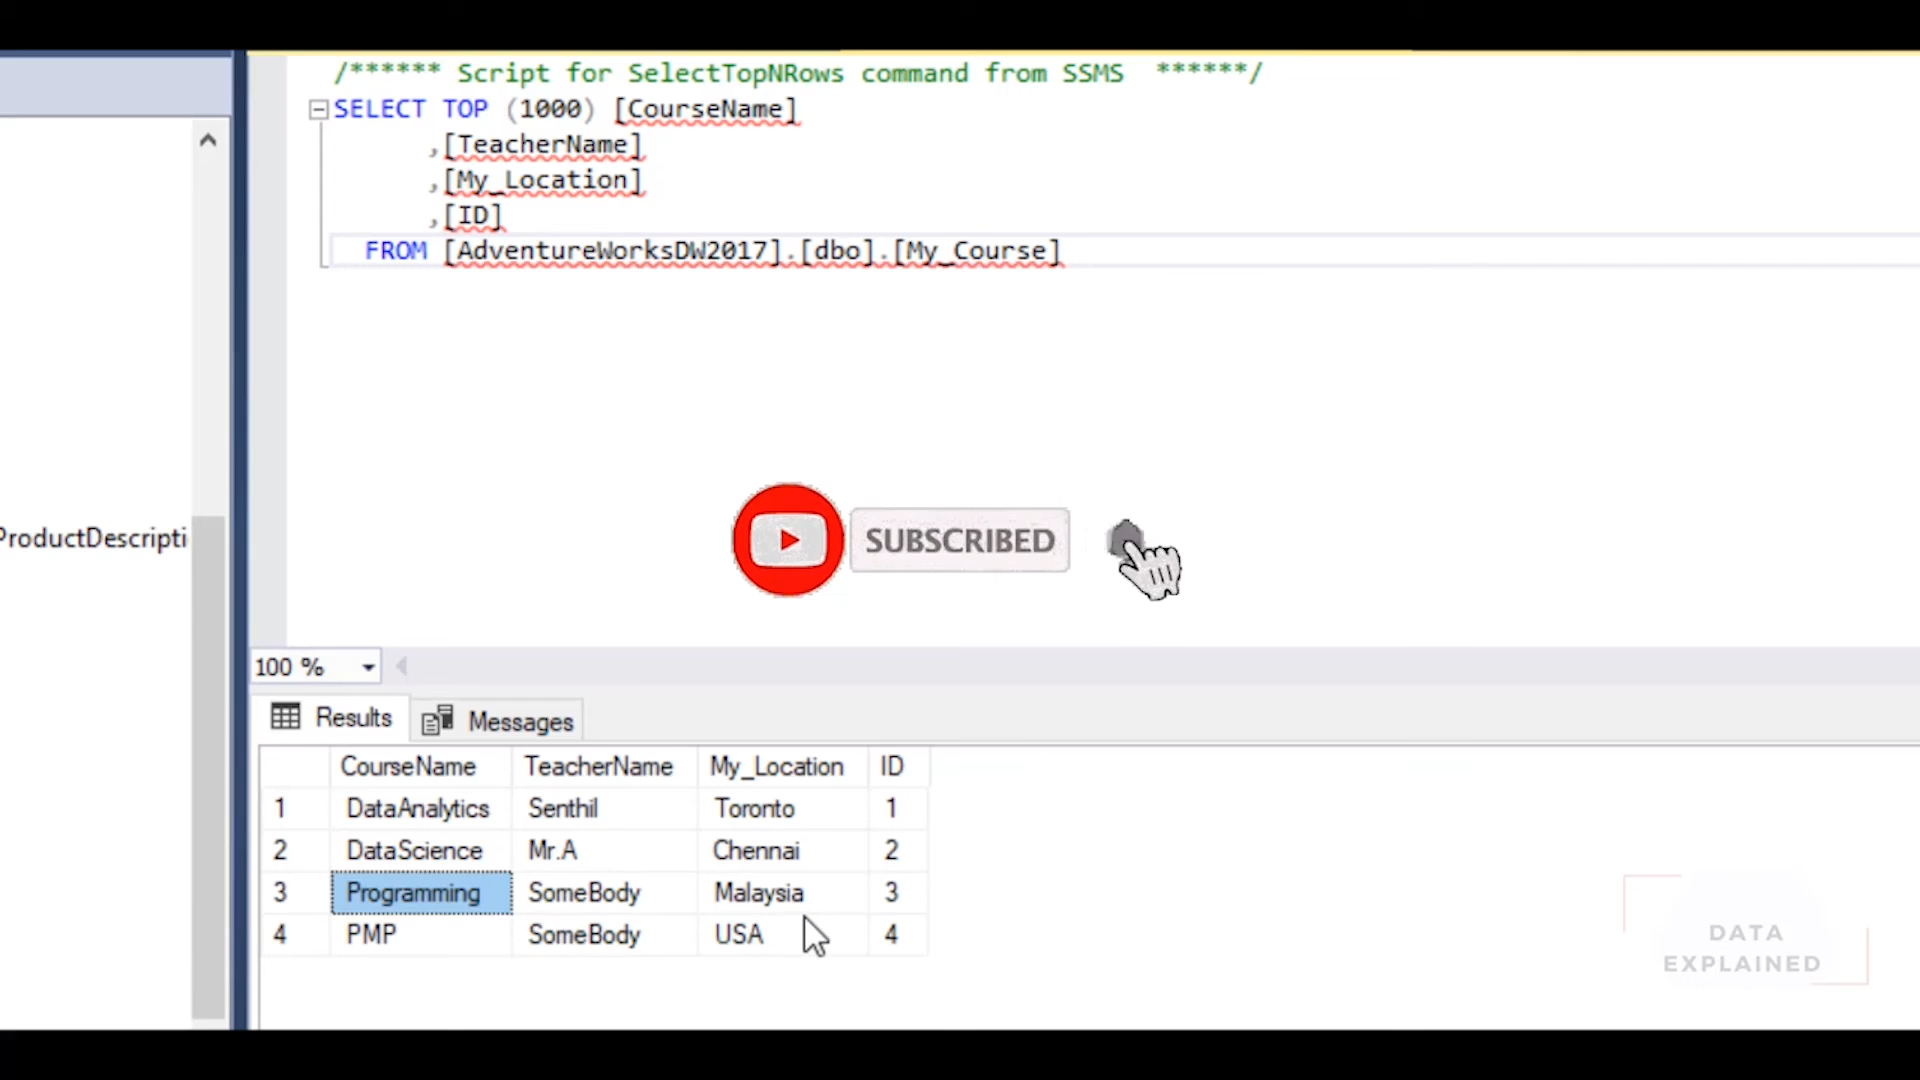 /****** Script for SelectTopNRows command from SSMS ******/
SELECT TOP (1000) [CourseName]
,[TeacherName]
,[My_Location]
,[ID]
FROM [AdventureWorksDW2017].[dbo].[My_Course]
ProductDescripti
SUBSCRIBED
100 %
Results Messages
CourseName TeacherName My_Location ID
1 DataAnalytics Senthil Toronto 1
2 DataScience Mr.A Chennai 2
3 Programming SomeBody Malaysia 3
4 PMP SomeBody USA 4
DATA
EXPLAINED